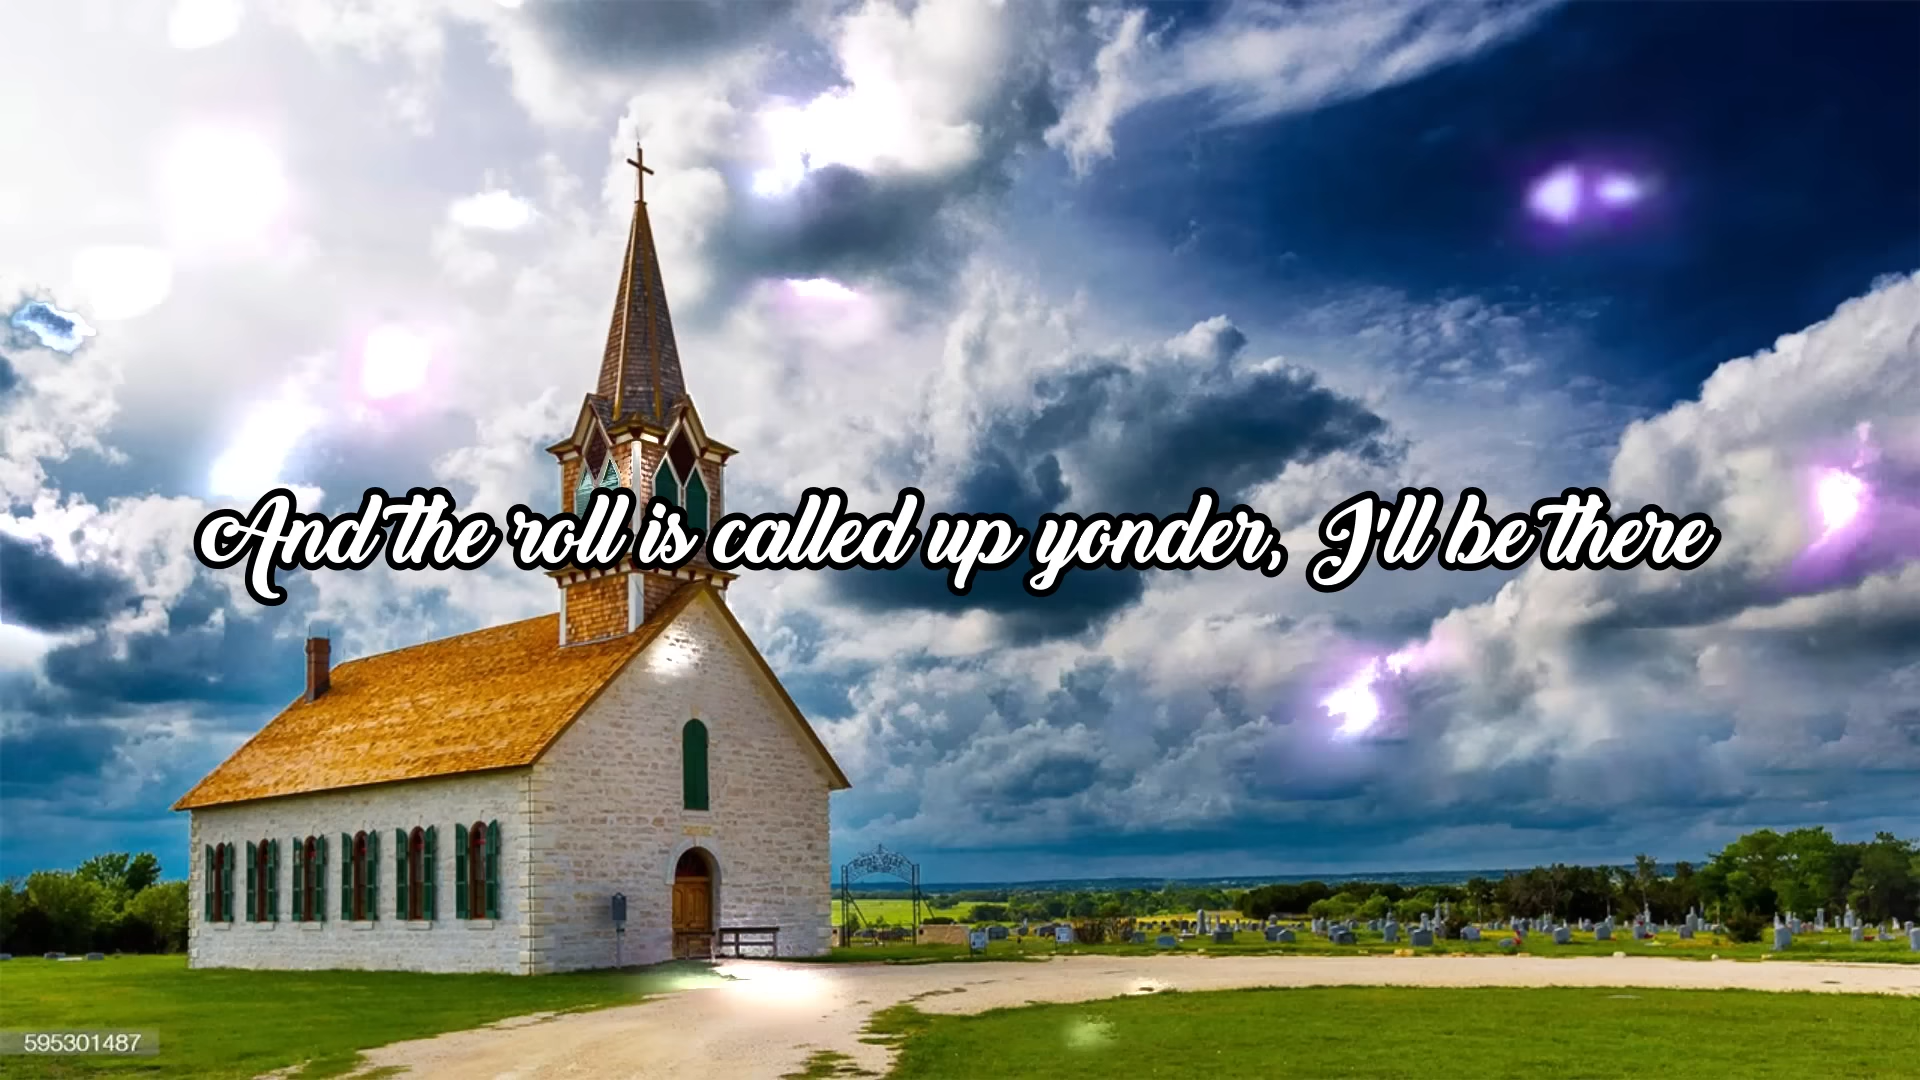 And the roll is called up yonder, I'll be there
595301487